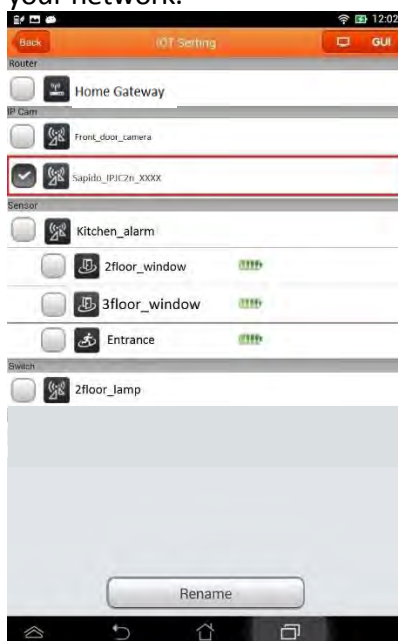 your network.
12:02
Back IOT Setting GUI
Router
Home Gateway
IP Cam
Front_door_camera
Sapido_IPJC2n_XXXX
Sensor
Kitchen_alarm
2floor_window
3floor_window
Entrance
Switch
2floor_lamp
Rename